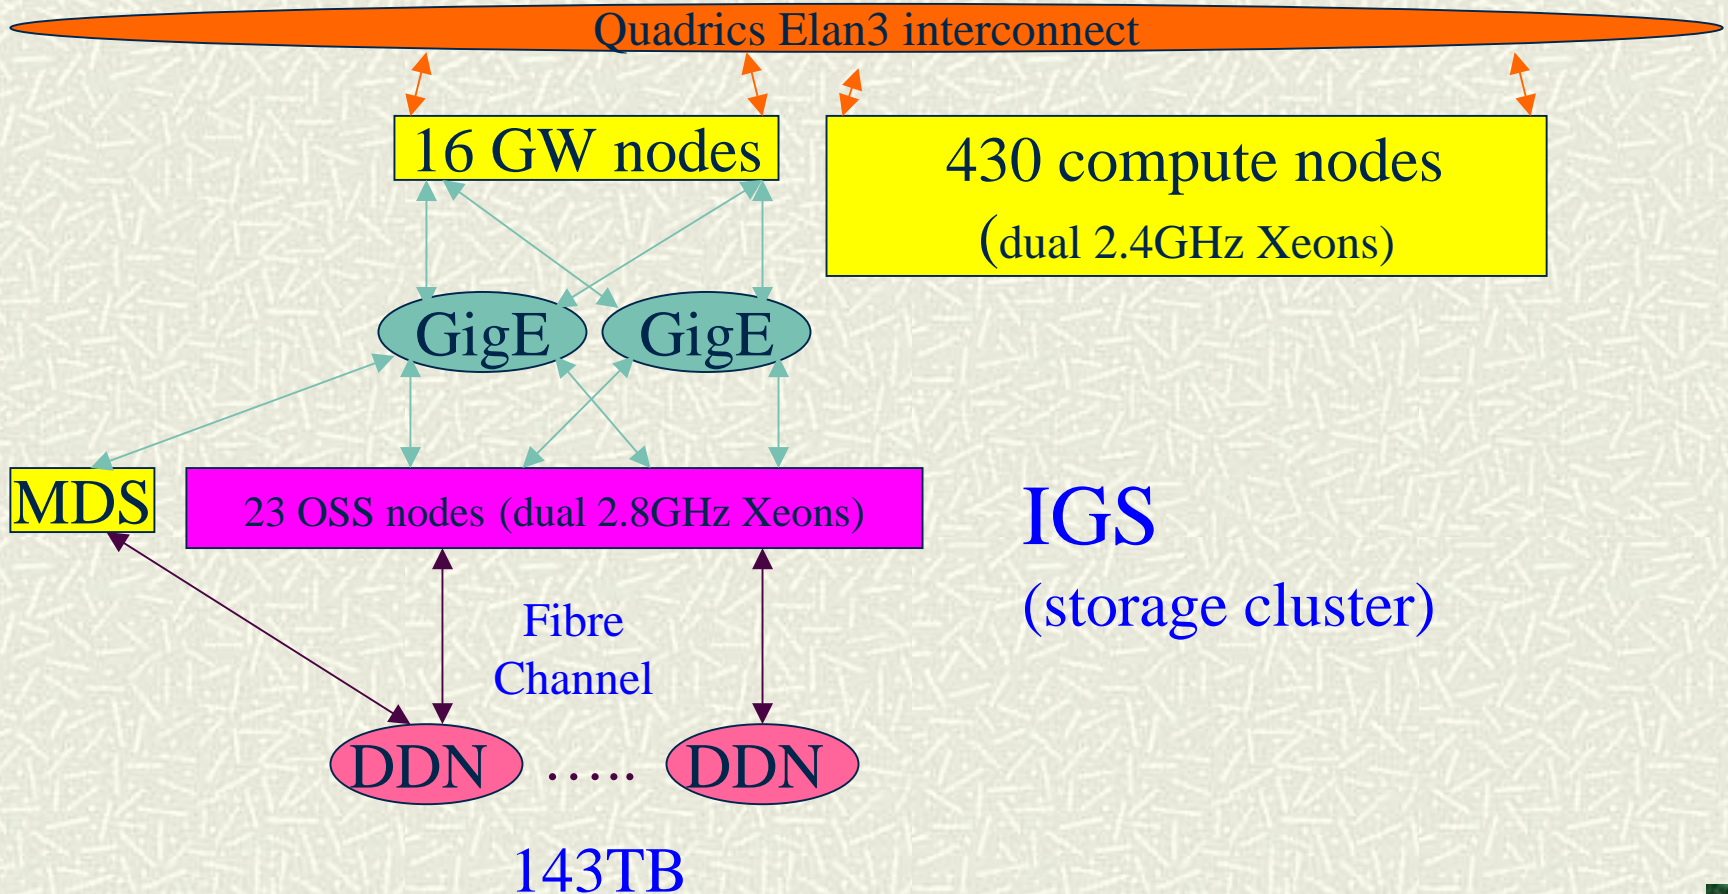 Quadrics Elan3 interconnect
16 GW nodes
430 compute nodes
(dual 2.4GHz Xeons)
GigE
GigE
MDS
23 OSS nodes (dual 2.8GHz Xeons)
IGS
(storage cluster)
Fibre
Channel
DDN
.....
DDN
143TB